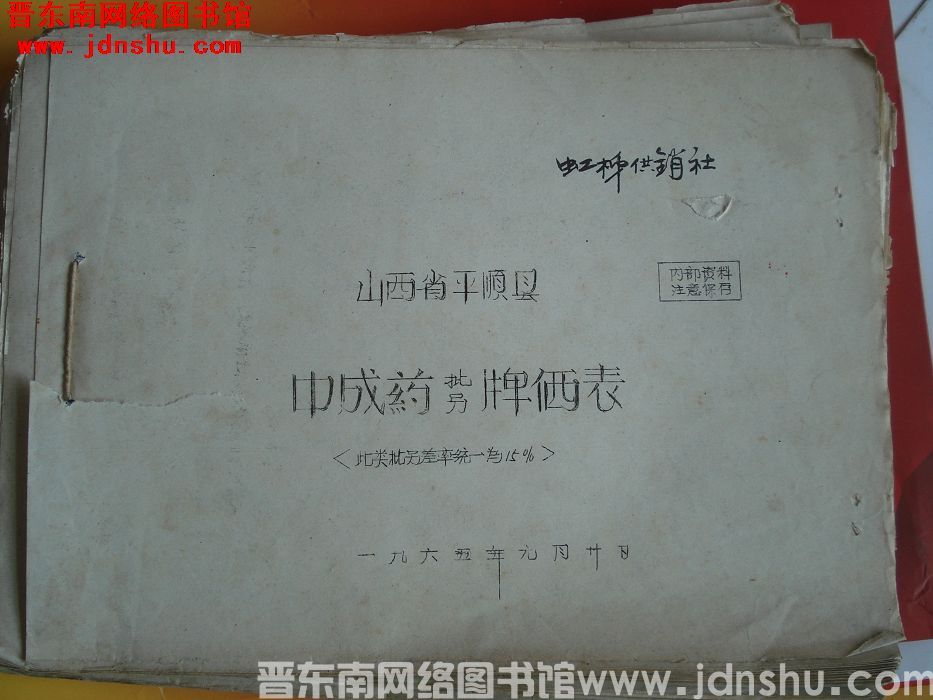 晋东南网络图书馆
www.jdnshu.com
虹梯供销社
内部资料
注意保存
山西省平顺县
中成药批另牌価表
<此类批另差率统一为15%>
一九六五年九月廿日
晋东南网络图书馆www.jdnshu.com